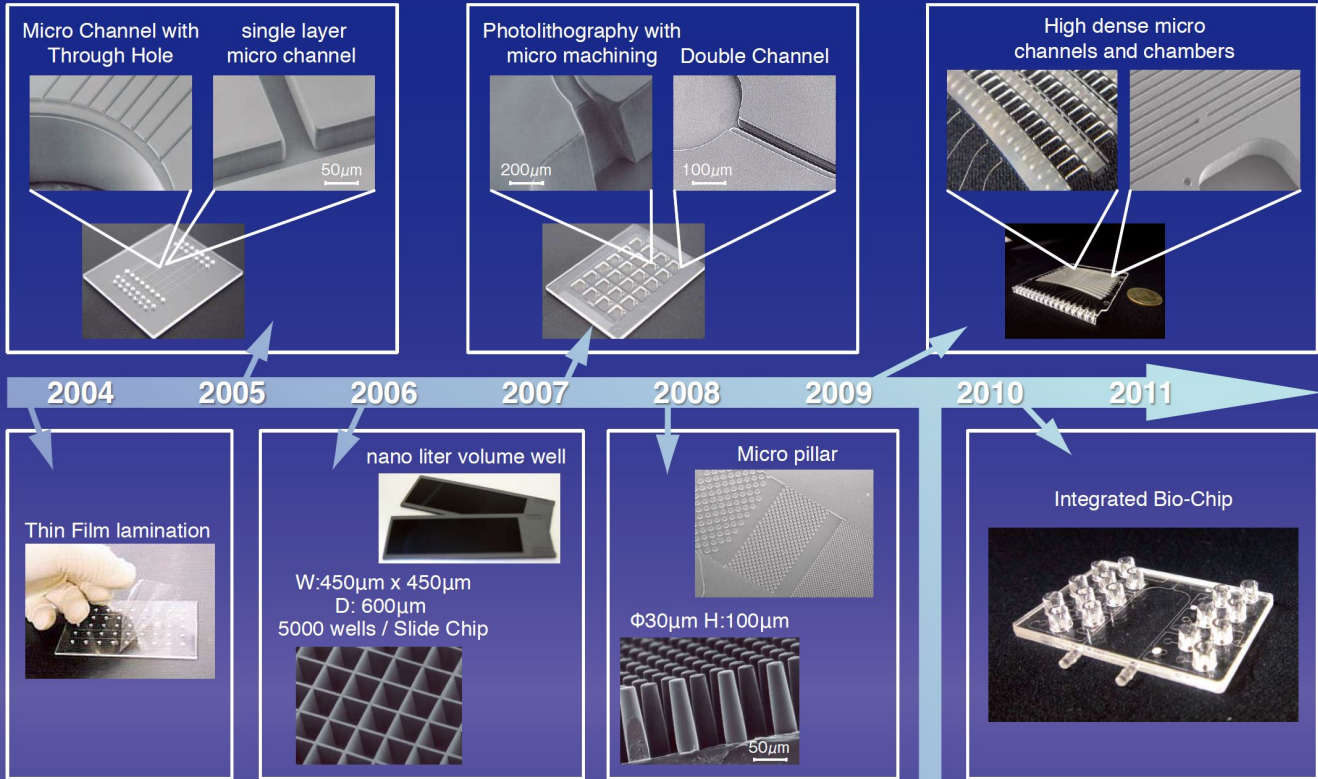 Micro Channel with
Through Hole
single layer
micro channel
50μm
Photolithography with
micro machining
Double Channel
200μm
100μm
High dense micro
channels and chambers
2004
2005
2006
2007
2008
2009
2010
2011
Thin Film lamination
nano liter volume well
W:450μm x 450μm
D: 600μm
5000 wells / Slide Chip
Micro pillar
Φ30μm H:100μm
50μm
Integrated Bio-Chip